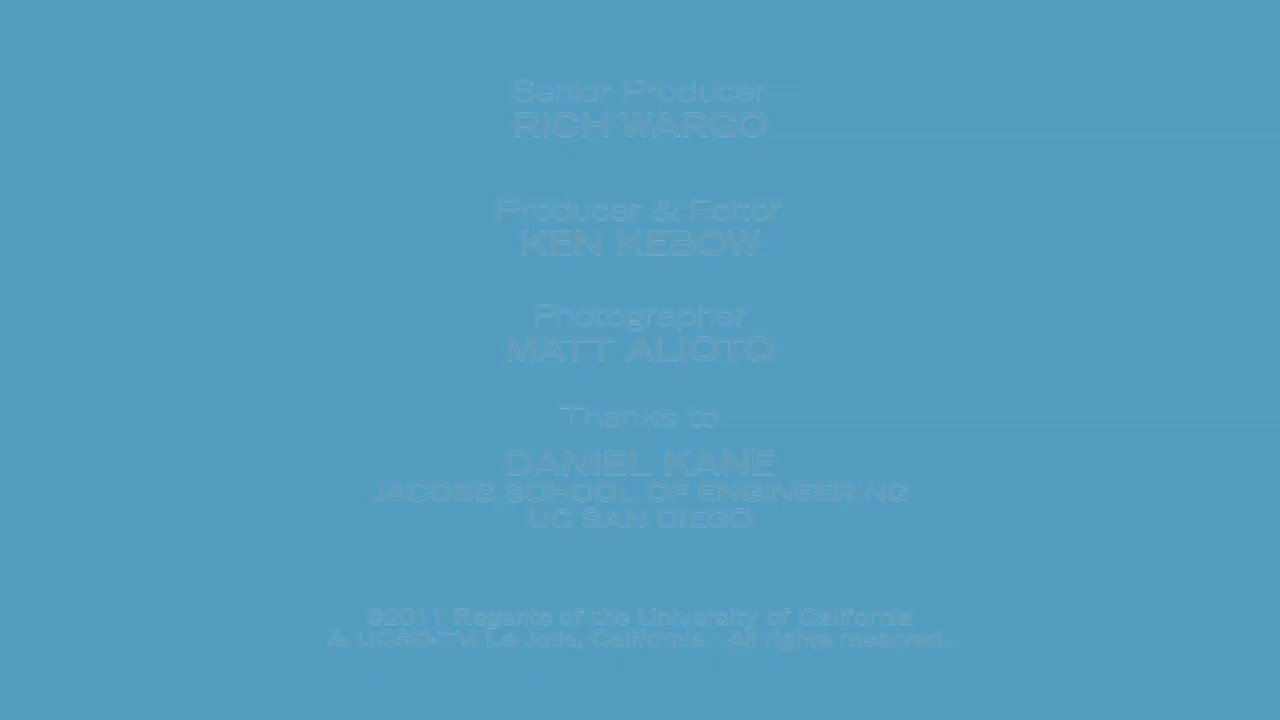 Senior Producer
RICH WARGO
Producer & Editor
KEN KEBOW
Photographer
MATT ALIOTO
Thanks to
DANIEL KANE
JACOBS SCHOOL OF ENGINEERING
UC SAN DIEGO
©2011 Regents of the University of California
& UCSD-TV, La Jolla, California. All rights reserved.